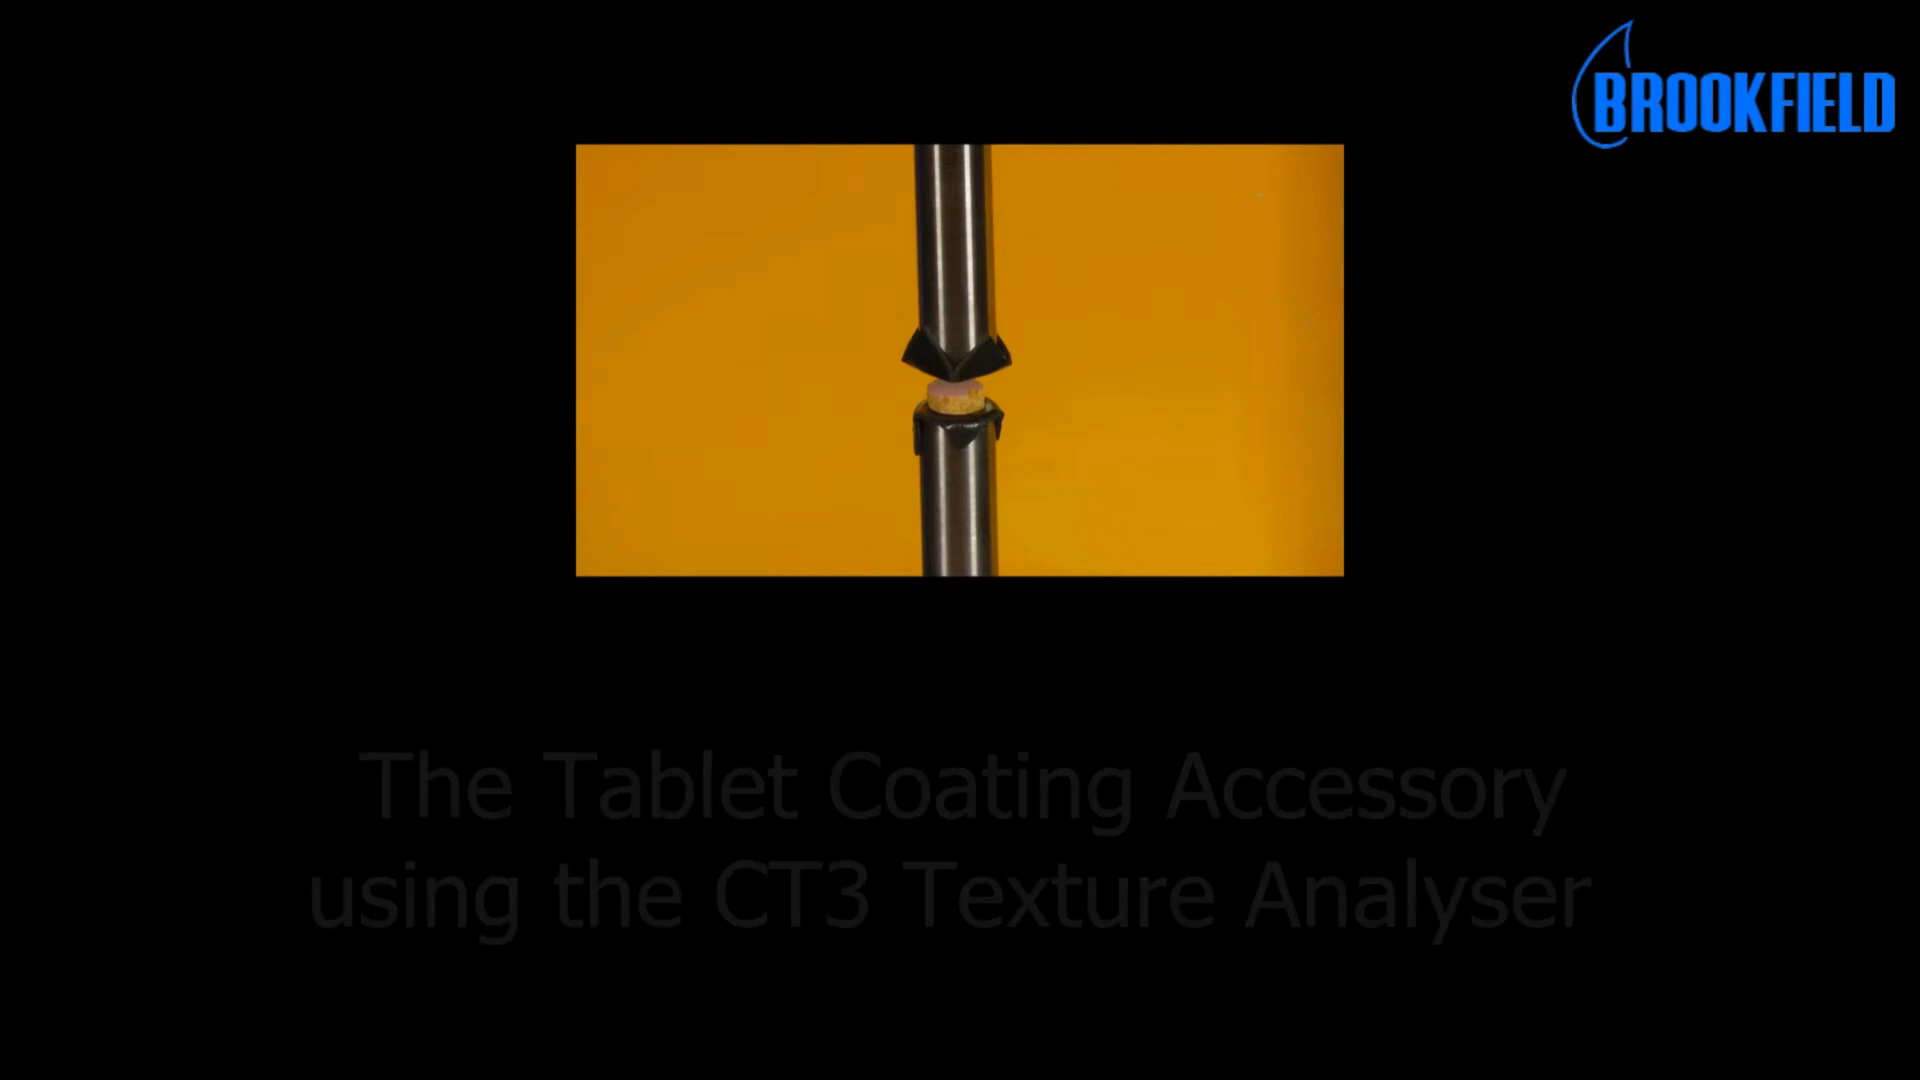 BROOKFIELD
The Tablet Coating Accessory
using the CT3 Texture Analyser